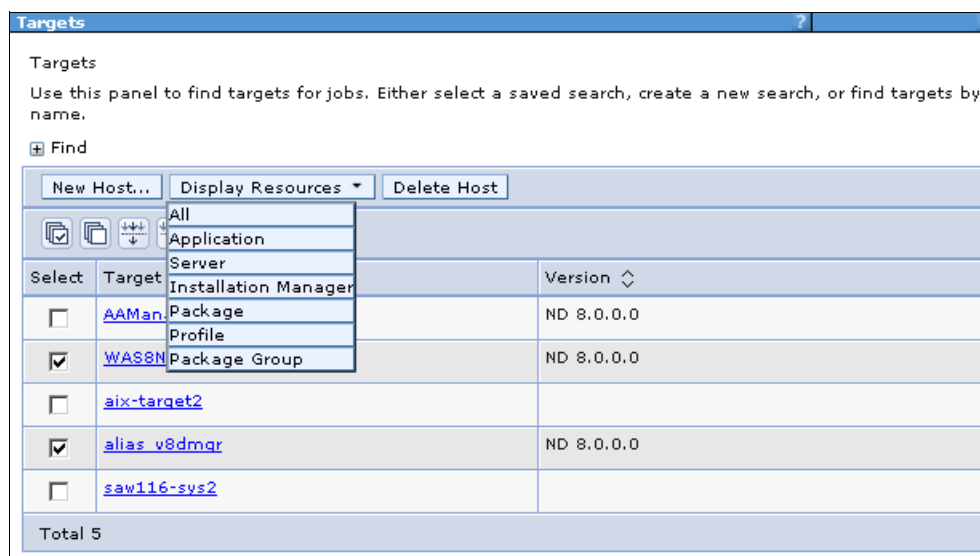 Targets ?
Targets
Use this panel to find targets for jobs. Either select a saved search, create a new search, or find targets by
name.
Find
New Host... Display Resources Delete Host
All
Application
Server
Installation Manager
Package
Profile
Package Group
Select Target Version
ND 8.0.0.0
ND 8.0.0.0
aix-target2
alias_v8dmgr ND 8.0.0.0
saw116-sys2
Total 5